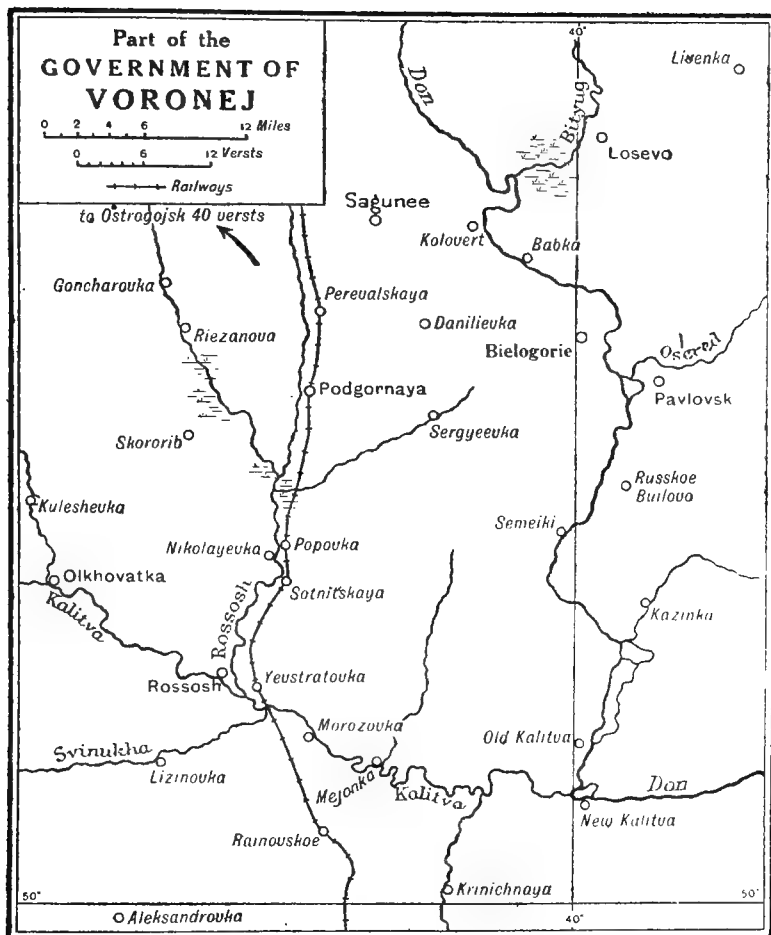 Part of the
GOVERNMENT OF
VORONEJ
0 2 4 6 12 Miles
0 6 12 Versts
Railways
to Ostrogojsk 40 versts
40°
Don
Bityug
Livenka
Losevo
Sagunee
Kolovert
Babka
Goncharovka
Perevalskaya
Riezanova
Danilievka
Bielogorie
Osered
Podgornaya
Pavlovsk
Sergyeevka
Skororib
Russkoe
Builova
Kuleshevka
Semeiki
Nikolayevka
Popovka
Olkhovatka
Sotnitskaya
Kalitva
Rossosh
Kazinka
Rossosh
Yeustratovka
Morozovka
Old Kalitva
Svinukha
Lizinovka
Mejonka
Kalitva
Don
New Kalitva
Rainovskoe
Krinichnaya
50°
50°
Aleksandrovka
40°